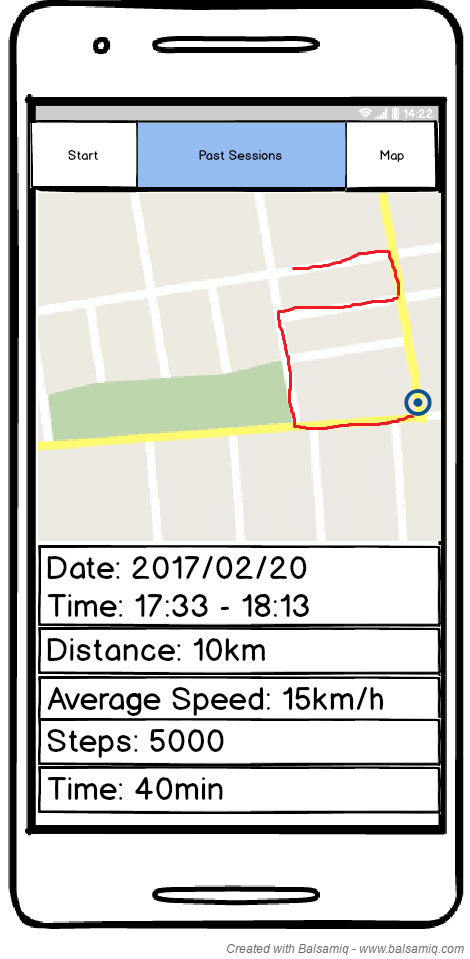 14:22
Start Past Sessions Map
Date: 2017/02/20
Time: 17:33 - 18:13
Distance: 10km
Average Speed: 15km/h
Steps: 5000
Time: 40min
Created with Balsamiq - www.balsamiq.com